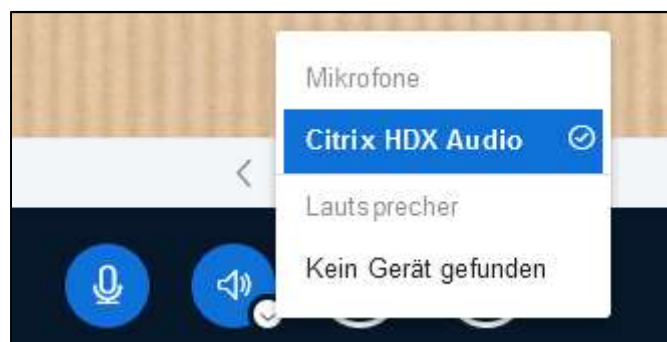 Mikrofone
Citrix HDX Audio
Lautsprecher
Kein Gerät gefunden